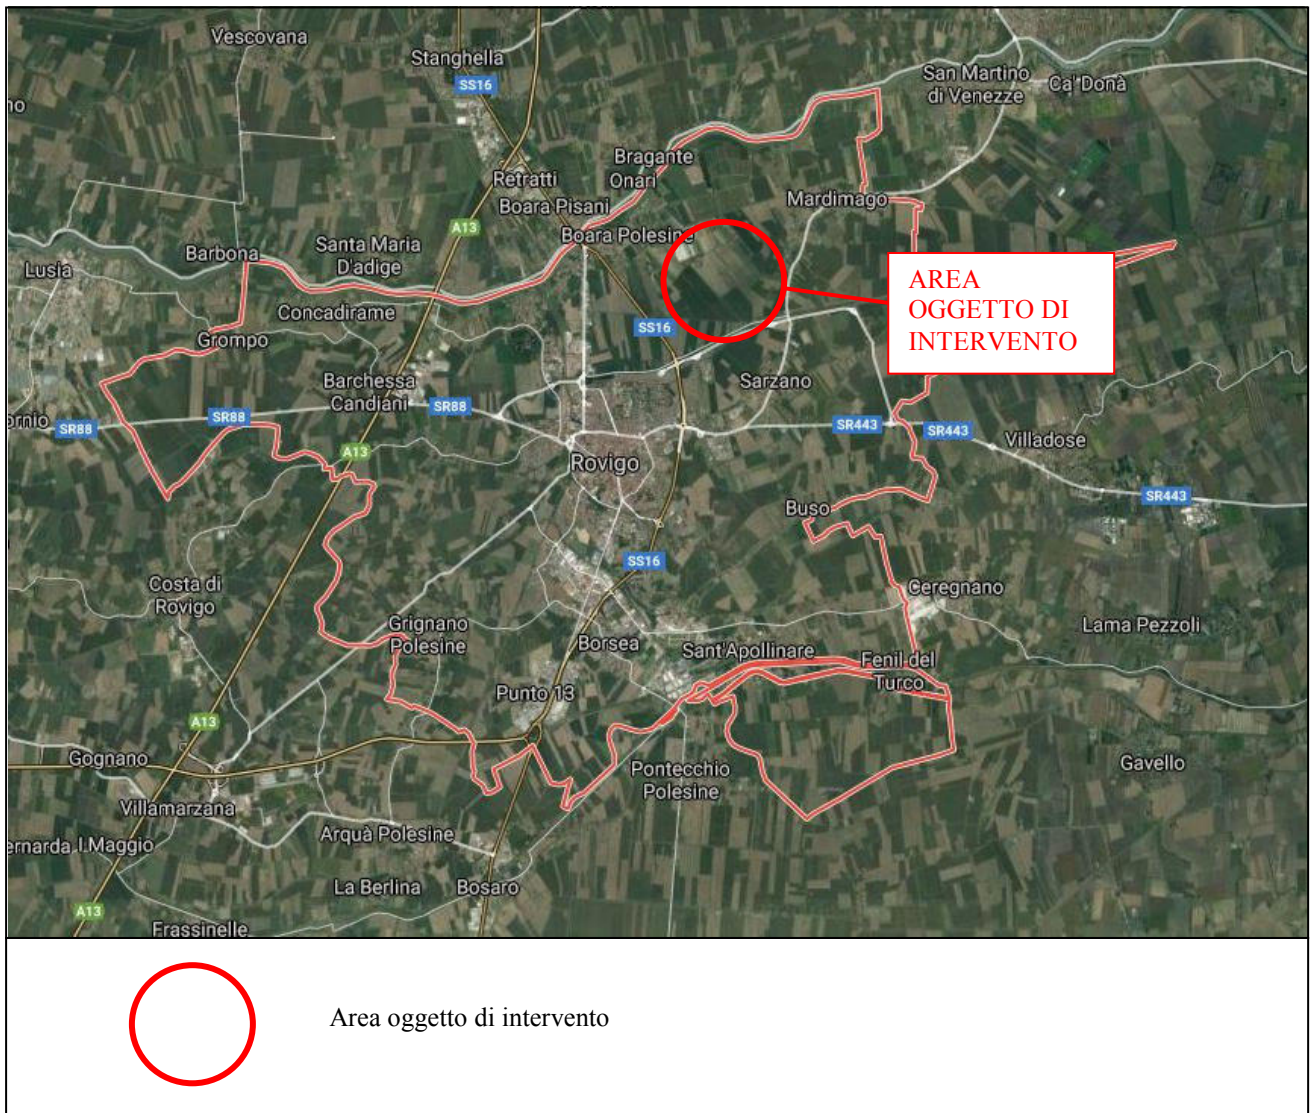 Vescovana
Stanghella
SS16
San Martino
di Venezze
Ca' Donà
no
Bragante
Onari
Retratti
Boara Pisani
Mardimago
A13
Boara Polesine
Santa Maria
D'adige
Barbona
Lusia
AREA
OGGETTO DI
INTERVENTO
Concadirame
SS16
Grompo
Barchessa
Candiani
Sarzano
SR88
SR88
SR88
ornio
SR443
SR443
Villadose
A13
Rovigo
SR443
Buso
SS16
Costa di
Rovigo
Ceregnano
Grignano
Polesine
Lama Pezzoli
Borsea
Sant'Apollinare
Fenil del
Turco
Punto 13
A13
Gognano
Pontecchio
Polesine
Gavello
Villamarzana
Arquà Polesine
ernarda I Maggio
La Berlina
Bosaro
A13
Frassinelle
Area oggetto di intervento